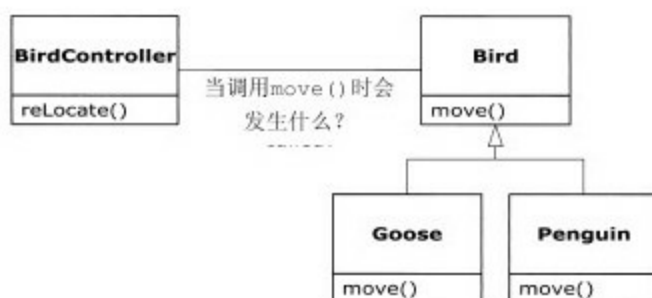 BirdController
reLocate()
当调用move()时会
发生什么?
Bird
move()
Goose
move()
Penguin
move()